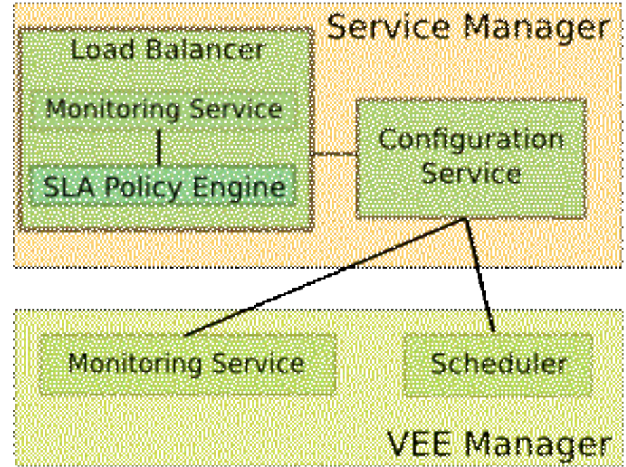 Service Manager
Load Balancer
Monitoring Service
SLA Policy Engine
Configuration
Service
Monitoring Service
Scheduler
VEE Manager